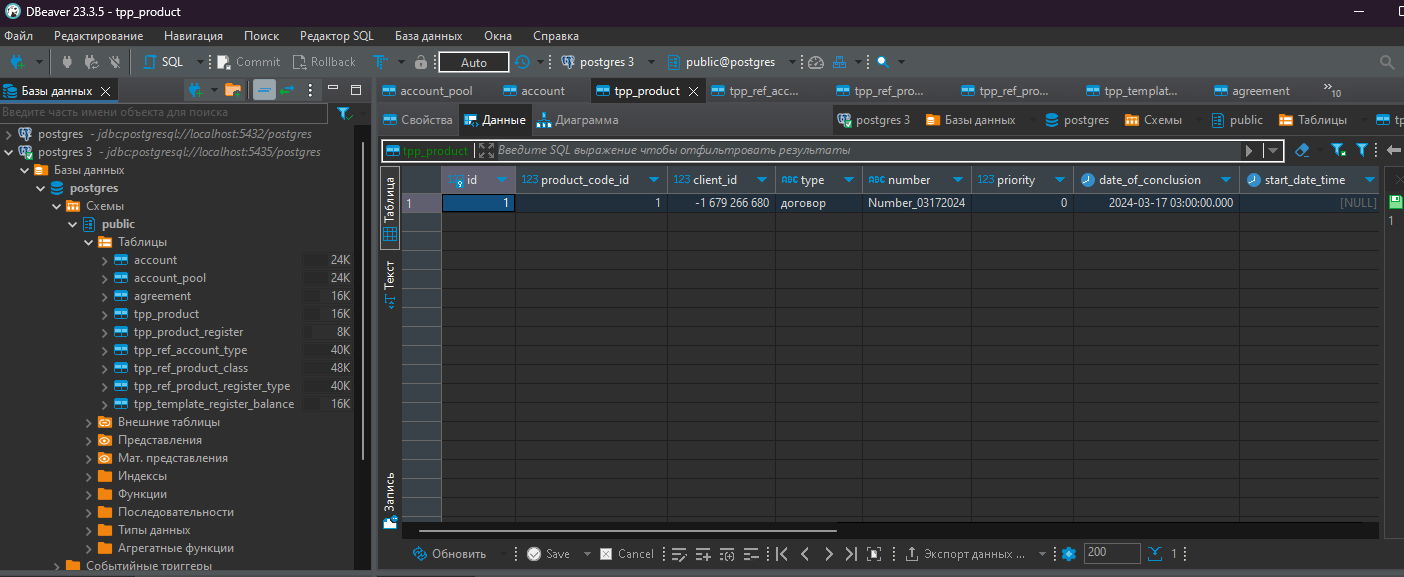 DBeaver 23.3.5 - tpp_product
Файл Редактирование Навигация Поиск Редактор SQL База данных Окна Справка
SQL Commit Rollback Auto postgres 3 public@postgres
Базы данных account_pool account tpp_product tpp_ref_acc... tpp_ref_pro... tpp_ref_pro... tpp_templat... agreement »10
Введите часть имени объекта для поиска
Свойства Данные Диаграмма postgres 3 Базы данных postgres Схемы public Таблицы
postgres - jdbc:postgresql://localhost:5432/postgres
postgres 3 - jdbc:postgresql://localhost:5435/postgres
Базы данных
postgres
Схемы
public
Таблицы
account 24K
account_pool 24K
agreement 16K
tpp_product 16K
tpp_product_register 8K
tpp_ref_account_type 40K
tpp_ref_product_class 48K
tpp_ref_product_register_type 40K
tpp_template_register_balance 16K
Внешние таблицы
Представления
Мат. представления
Индексы
Функции
Последовательности
Типы данных
Агрегатные функции
Событийные триггеры
tpp_product Введите SQL выражение чтобы отфильтровать результаты
Таблица
Текст
Запись
id 123 product_code_id 123 client_id ABC type ABC number 123 priority date_of_conclusion start_date_time
1 1 1 -1 679 266 680 договор Number_03172024 0 2024-03-17 03:00:00.000 [NULL]
1
Обновить Save Cancel Экспорт данных ... 200 1